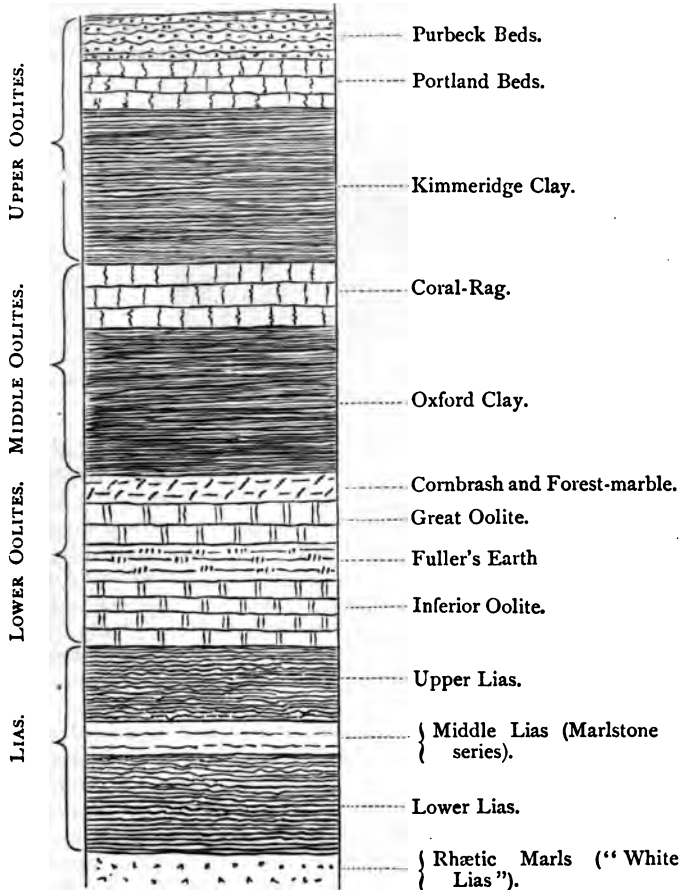 UPPER OOLITES.
Purbeck Beds.
Portland Beds.
Kimmeridge Clay.
MIDDLE OOLITES.
Coral-Rag.
Oxford Clay.
LOWER OOLITES.
Cornbrash and Forest-marble.
Great Oolite.
Fuller's Earth
Inferior Oolite.
LIAS.
Upper Lias.
Middle Lias (Marlstone
series).
Lower Lias.
Rhætic Marls (“White
Lias”).